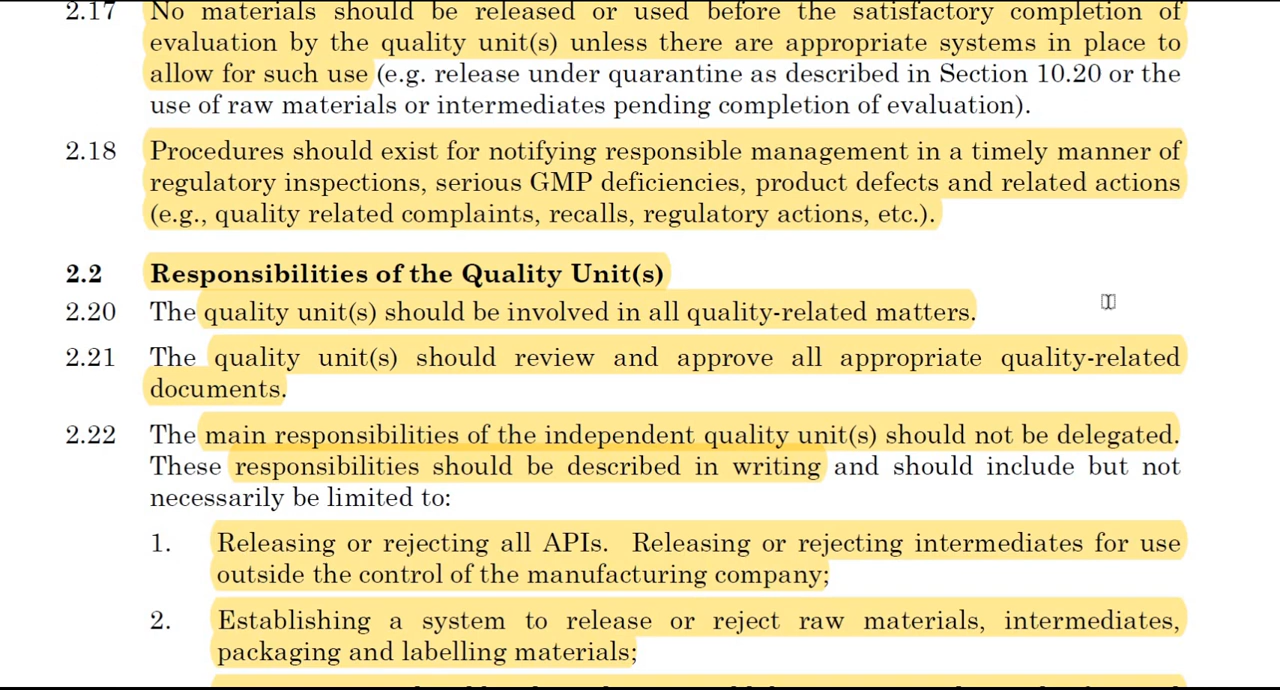 2.17 No materials should be released or used before the satisfactory completion of
evaluation by the quality unit(s) unless there are appropriate systems in place to
allow for such use (e.g. release under quarantine as described in Section 10.20 or the
use of raw materials or intermediates pending completion of evaluation).
2.18 Procedures should exist for notifying responsible management in a timely manner of
regulatory inspections, serious GMP deficiencies, product defects and related actions
(e.g., quality related complaints, recalls, regulatory actions, etc.).
2.2 Responsibilities of the Quality Unit(s)
2.20 The quality unit(s) should be involved in all quality-related matters.
2.21 The quality unit(s) should review and approve all appropriate quality-related
documents.
2.22 The main responsibilities of the independent quality unit(s) should not be delegated.
These responsibilities should be described in writing and should include but not
necessarily be limited to:
1. Releasing or rejecting all APIs. Releasing or rejecting intermediates for use
outside the control of the manufacturing company;
2. Establishing a system to release or reject raw materials, intermediates,
packaging and labelling materials;